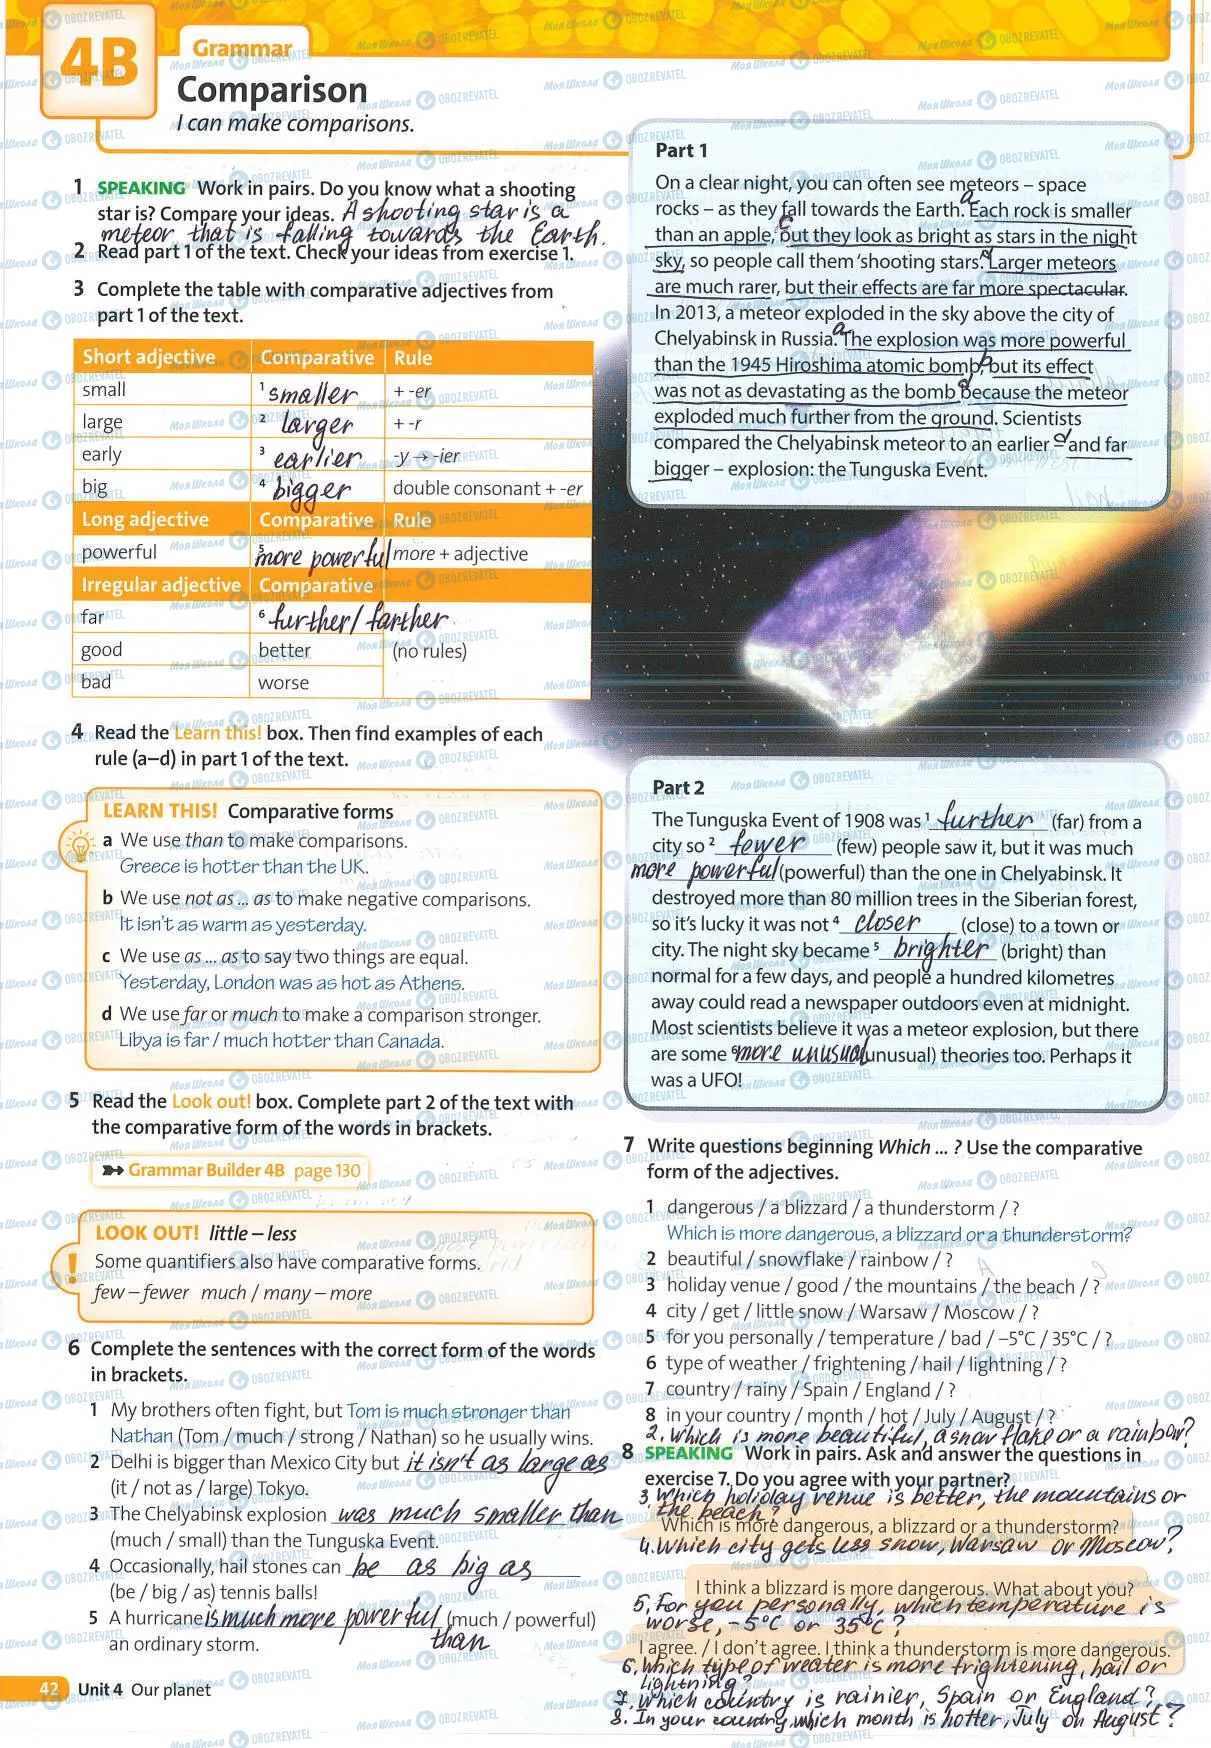 4B
Grammar
Comparison
I can make comparisons.
1 SPEAKING Work in pairs. Do you know what a shooting
star is? Compare your ideas. A shooting star is a
meteor that is falling towards the Earth.
2 Read part 1 of the text. Check your ideas from exercise 1.
3 Complete the table with comparative adjectives from
part 1 of the text.
Short adjective Comparative Rule
small 1 smaller + -er
large 2 larger + -r
early 3 earlier -y → -ier
big 4 bigger double consonant + -er
Long adjective Comparative Rule
powerful 5 more powerful more + adjective
Irregular adjective Comparative
far 6 further/ farther
good better (no rules)
bad worse
4 Read the Learn this! box. Then find examples of each
rule (a–d) in part 1 of the text.
LEARN THIS! Comparative forms
a We use than to make comparisons.
Greece is hotter than the UK.
b We use not as ... as to make negative comparisons.
It isn't as warm as yesterday.
c We use as ... as to say two things are equal.
Yesterday, London was as hot as Athens.
d We use far or much to make a comparison stronger.
Libya is far / much hotter than Canada.
5 Read the Look out! box. Complete part 2 of the text with
the comparative form of the words in brackets.
Grammar Builder 4B page 130
LOOK OUT! little – less
Some quantifiers also have comparative forms.
few – fewer much / many – more
6 Complete the sentences with the correct form of the words
in brackets.
1 My brothers often fight, but Tom is much stronger than
Nathan (Tom / much / strong / Nathan) so he usually wins.
2 Delhi is bigger than Mexico City but it isn't as large as
(it / not as / large) Tokyo.
3 The Chelyabinsk explosion was much smaller than
(much / small) than the Tunguska Event.
4 Occasionally, hail stones can be as big as
(be / big / as) tennis balls!
5 A hurricane is much more powerful (much / powerful)
than
an ordinary storm.
42 Unit 4 Our planet
Part 1
On a clear night, you can often see meteors – space
rocks – as they fall towards the Earth. a Each rock is smaller
than an apple, c but they look as bright as stars in the night
sky, so people call them 'shooting stars'. d Larger meteors
are much rarer, but their effects are far more spectacular.
In 2013, a meteor exploded in the sky above the city of
Chelyabinsk in Russia. a The explosion was more powerful
than the 1945 Hiroshima atomic bomb, b but its effect
was not as devastating as the bomb d because the meteor
exploded much further from the ground. Scientists
compared the Chelyabinsk meteor to an earlier – d and far
bigger – explosion: the Tunguska Event.
Part 2
The Tunguska Event of 1908 was 1 further (far) from a
city so 2 fewer (few) people saw it, but it was much
more powerful (powerful) than the one in Chelyabinsk. It
destroyed more than 80 million trees in the Siberian forest,
so it's lucky it was not 4 closer (close) to a town or
city. The night sky became 5 brighter (bright) than
normal for a few days, and people a hundred kilometres
away could read a newspaper outdoors even at midnight.
Most scientists believe it was a meteor explosion, but there
are some 6 more unusual (unusual) theories too. Perhaps it
was a UFO!
7 Write questions beginning Which ... ? Use the comparative
form of the adjectives.
1 dangerous / a blizzard / a thunderstorm / ?
Which is more dangerous, a blizzard or a thunderstorm?
2 beautiful / snowflake / rainbow / ?
3 holiday venue / good / the mountains / the beach / ?
4 city / get / little snow / Warsaw / Moscow / ?
5 for you personally / temperature / bad / –5°C / 35°C / ?
6 type of weather / frightening / hail / lightning / ?
7 country / rainy / Spain / England / ?
8 in your country / month / hot / July / August / ?
2. Which is more beautiful, a snow flake or a rainbow?
8 SPEAKING Work in pairs. Ask and answer the questions in
exercise 7. Do you agree with your partner?
3. Which holiday venue is better, the mountains or
the beach?
Which is more dangerous, a blizzard or a thunderstorm?
4. Which city gets less snow, Warsaw or Moscow?
I think a blizzard is more dangerous. What about you?
5. For you personally, which temperature is
worse, -5°C or 35°C?
I agree. / I don't agree. I think a thunderstorm is more dangerous.
6. Which type of weater is more frightening, hail or
lightning?
7. Which country is rainier, Spain or England?
8. In your country, which month is hotter, July or August?
Моя Школа OBOZREVATEL